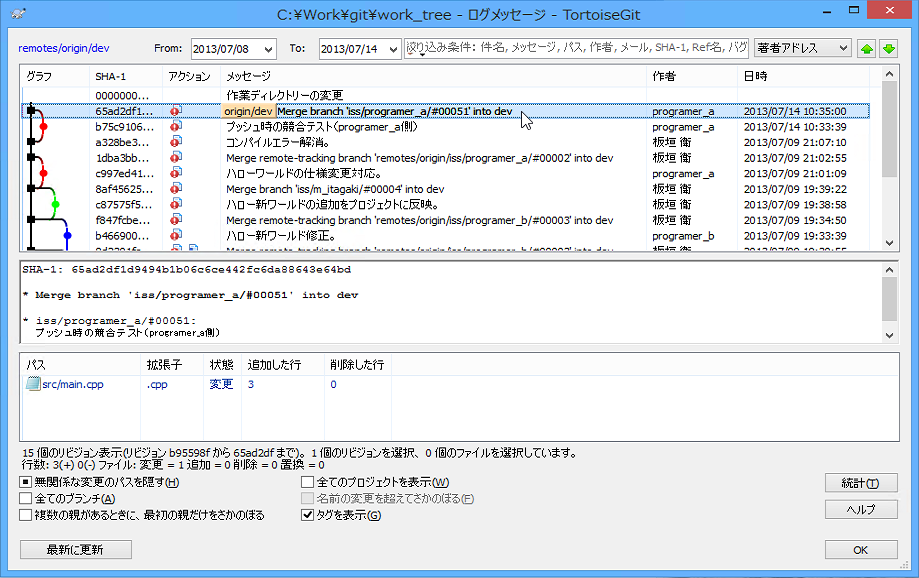 C:¥Work¥git¥work_tree - ログメッセージ - TortoiseGit
remotes/origin/dev From: 2013/07/08 To: 2013/07/14 絞り込み条件: 件名, メッセージ, パス, 作者, メール, SHA-1, Ref名, バグ 著者アドレス
グラフ SHA-1 アクション メッセージ 作者 日時
0000000... 作業ディレクトリーの変更
65ad2df1... origin/dev Merge branch 'iss/programer_a/#00051' into dev programer_a 2013/07/14 10:35:00
b75c9106... プッシュ時の競合テスト(programer_a側) programer_a 2013/07/14 10:33:39
a328be3... コンパイルエラー解消。 板垣 衛 2013/07/09 21:07:10
1dba3bb... Merge remote-tracking branch 'remotes/origin/iss/programer_a/#00002' into dev 板垣 衛 2013/07/09 21:02:55
c997ed41... ハローワールドの仕様変更対応。 programer_a 2013/07/09 21:01:09
8af45625... Merge branch 'iss/m_itagaki/#00004' into dev 板垣 衛 2013/07/09 19:39:22
c87575f5... ハロー新ワールドの追加をプロジェクトに反映。 板垣 衛 2013/07/09 19:38:58
f847fcbe... Merge remote-tracking branch 'remotes/origin/iss/programer_b/#00003' into dev 板垣 衛 2013/07/09 19:34:50
b466900... ハロー新ワールド修正。 programer_b 2013/07/09 19:33:39
SHA-1: 65ad2df1d9494b1b06c6ce442fc6da88643e64bd
* Merge branch 'iss/programer_a/#00051' into dev
* iss/programer_a/#00051:
プッシュ時の競合テスト(programer_a側)
パス 拡張子 状態 追加した行 削除した行
src/main.cpp .cpp 変更 3 0
15 個のリビジョン表示(リビジョン b95598f から 65ad2df まで)。1 個のリビジョンを選択、0 個のファイルを選択しています。
行数: 3(+) 0(-) ファイル: 変更 = 1 追加 = 0 削除 = 0 置換 = 0
無関係な変更のパスを隠す(H) 全てのプロジェクトを表示(W) 統計(T)
全てのブランチ(A) 名前の変更を超えてさかのぼる(F)
複数の親があるときに、最初の親だけをさかのぼる タグを表示(G) ヘルプ
最新に更新 OK